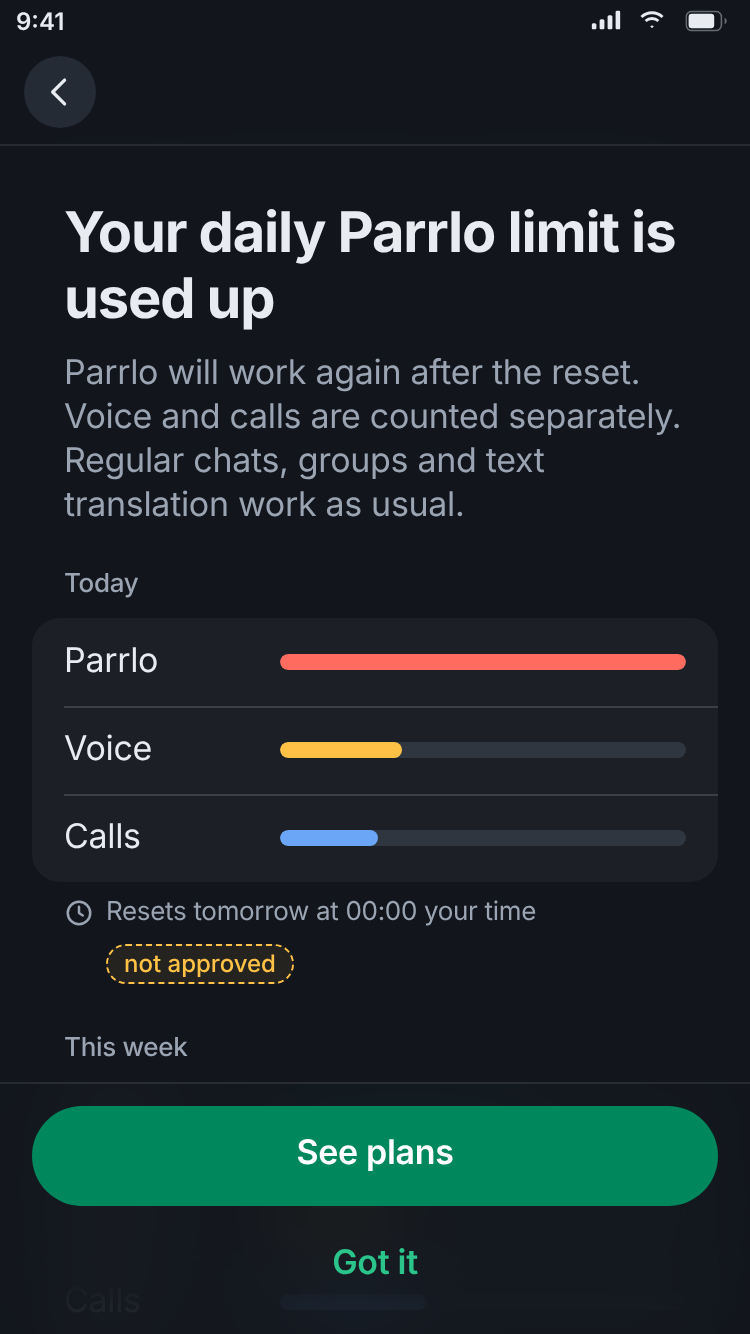 9:41
Your daily Parrlo limit is
used up
Parrlo will work again after the reset.
Voice and calls are counted separately.
Regular chats, groups and text
translation work as usual.
Today
Parrlo
Voice
Calls
Resets tomorrow at 00:00 your time
not approved
This week
See plans
Got it
Calls